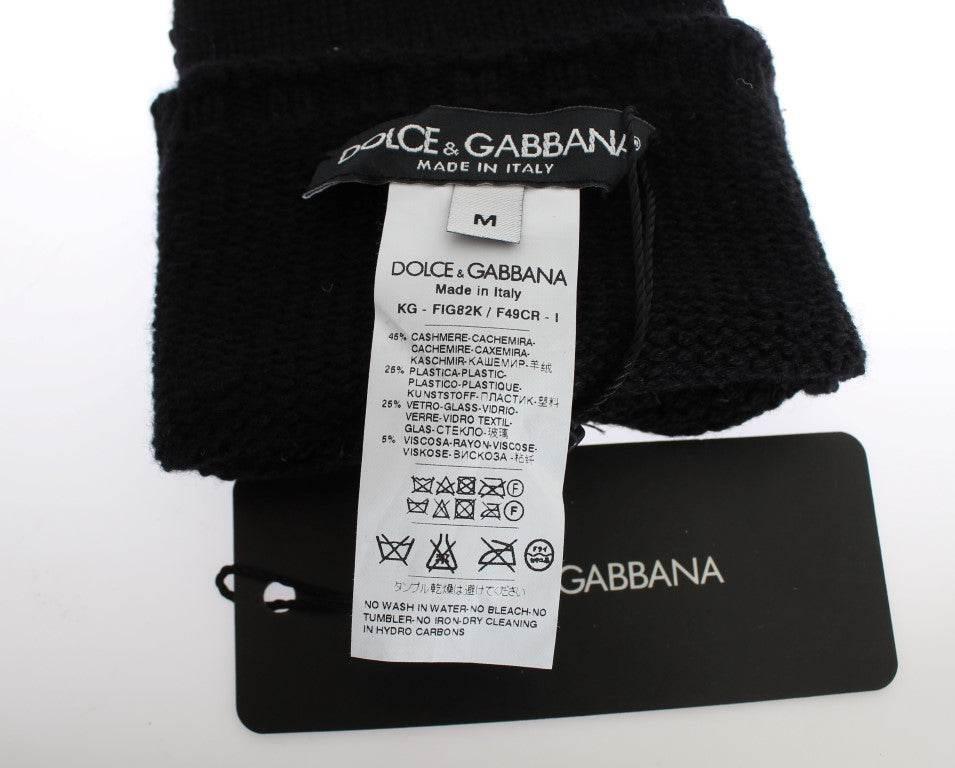 DOLCE & GABBANA
MADE IN ITALY
M
DOLCE & GABBANA
Made in Italy
KG - FIG82K / F49CR - I
45% CASHMERE-CACHEMIRA-
CACHEMIRE-CAXEMIRA-
KASCHMIR-КАШЕМИР-羊绒
25% PLASTICA-PLASTIC-
PLASTICO-PLASTIQUE-
KUNSTSTOFF-ПЛАСТИК-塑料
25% VETRO-GLASS-VIDRIO-
VERRE-VIDRO TEXTIL-
GLAS-СТЕКЛО-玻璃
5% VISCOSA-RAYON-VISCOSE-
VISKOSE-ВИСКОЗА-粘纤
F
F
ドライ
タンブル乾燥は避けてください
NO WASH IN WATER-NO BLEACH-NO
TUMBLER-NO IRON-DRY CLEANING
IN HYDRO CARBONS
GABBANA